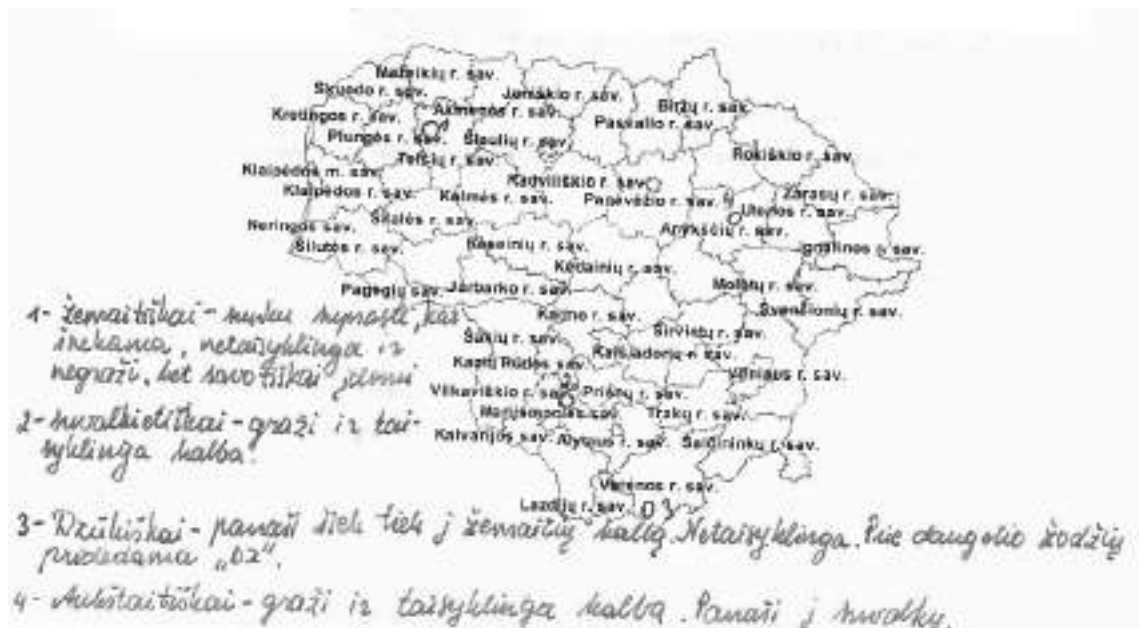 Mažeikių r. sav.
Skuodo r. sav.
Joniškio r. sav.
Biržų r. sav.
Kretingos r. sav.
Akmenės r. sav.
Pasvalio r. sav.
Plungės r. sav.
Šiaulių r. sav.
1
Telšių r. sav.
Rokiškio r. sav.
Klaipėdos m. sav.
Radviliškio r. sav.
Klaipėdos r. sav.
Kelmės r. sav.
Panevėžio r. sav.
4
Zarasų r. sav.
Utenos r. sav.
Neringos sav.
Šilalės r. sav.
Anykščių r. sav.
Šilutės r. sav.
Raseinių r. sav.
Ignalinos r. sav.
Kėdainių r. sav.
Pagėgių sav.
Jurbarko r. sav.
Molėtų r. sav.
Švenčionių r. sav.
Kauno r. sav.
Šakių r. sav.
Širvintų r. sav.
Kazlų Rūdos sav.
Kaišiadorių r. sav.
Vilniaus r. sav.
2
Vilkaviškio r. sav.
Prienų r. sav.
Marijampolės sav.
Trakų r. sav.
Kalvarijos sav.
Alytaus r. sav.
Šalčininkų r. sav.
Varėnos r. sav.
Lazdijų r. sav.
3
1- žemaitiškai - sunku suprasti, kas
šnekama, netaisyklinga ir
negraži, bet savotiškai įdomi
2- suvalkietiškai - graži ir tai-
syklinga kalba.
3- Dzūkiškai - panaši šiek tiek į žemaičių kalbą. Netaisyklinga. Prie daugelio žodžių
pridedama „DZ“.
4- Aukštaitiškai - graži ir taisyklinga kalba. Panaši į suvalkų.